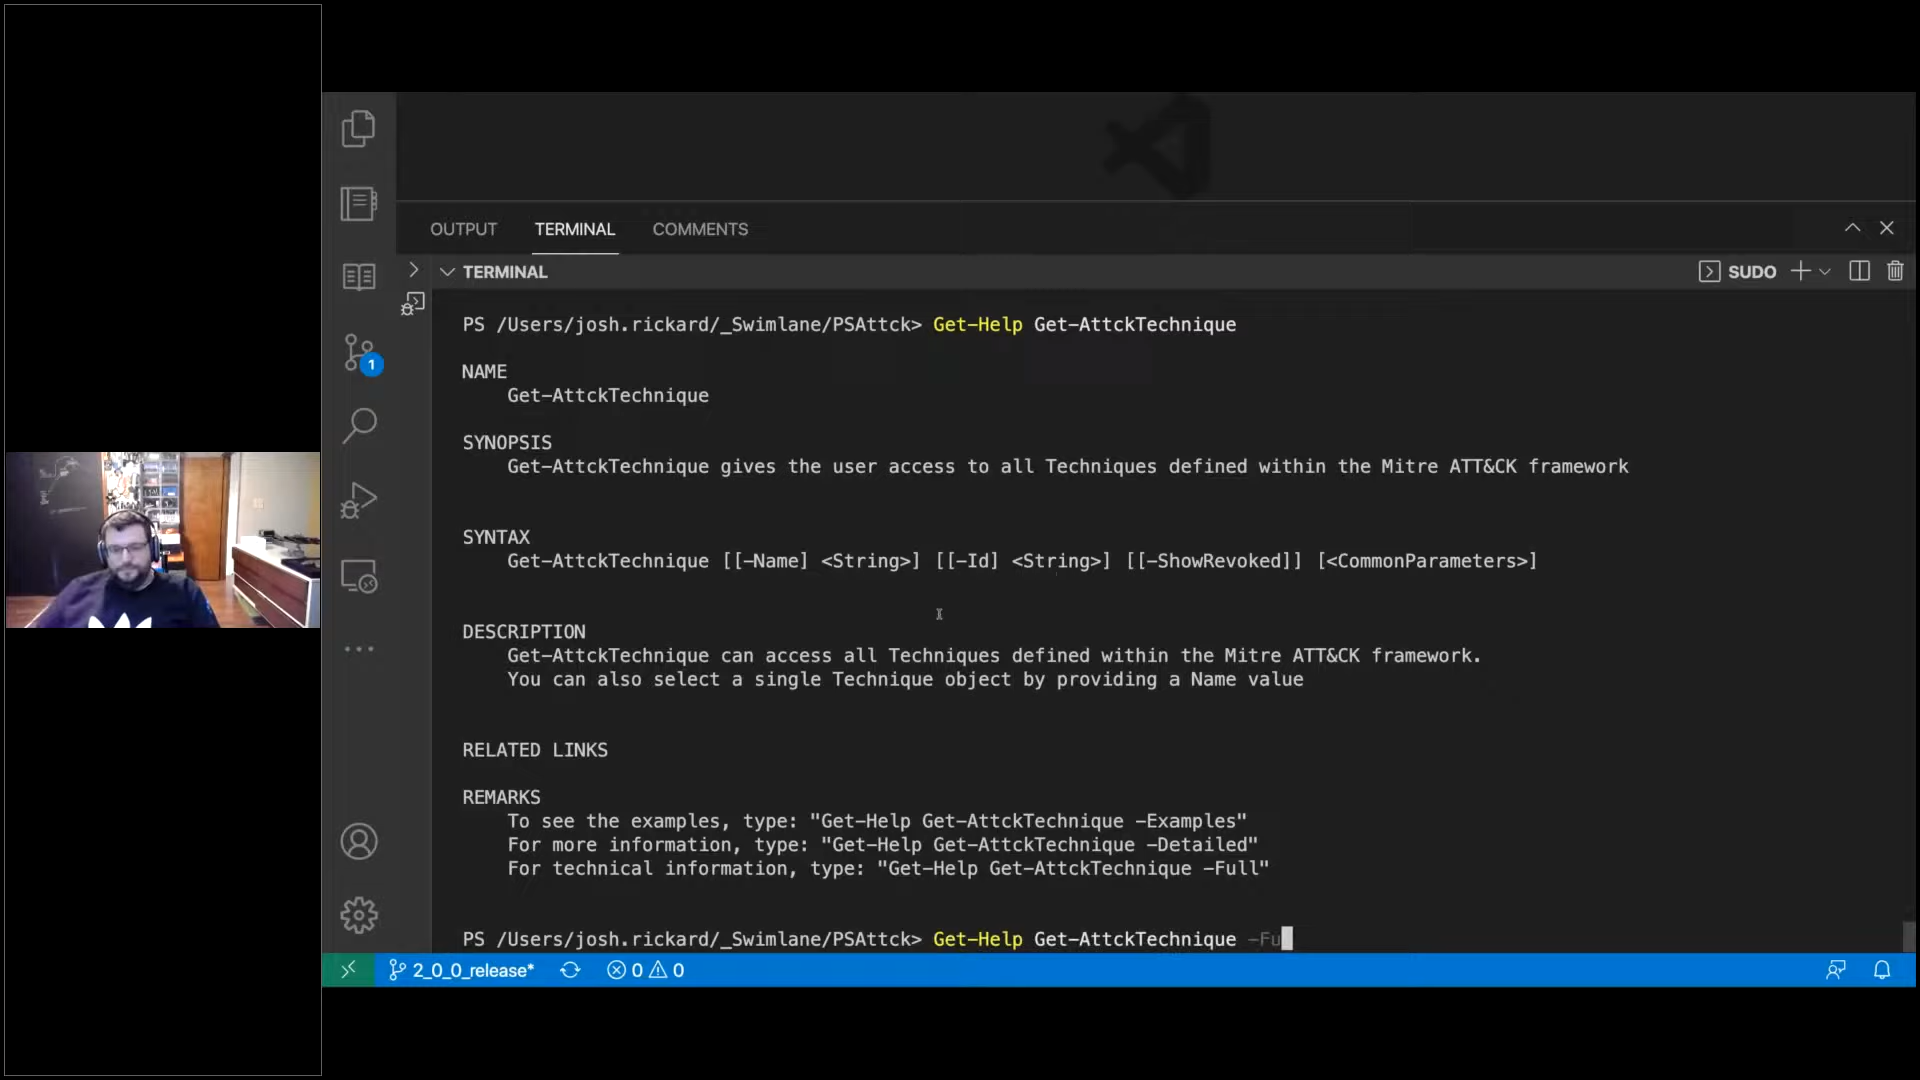 OUTPUT TERMINAL COMMENTS
TERMINAL
SUDO
PS /Users/josh.rickard/_Swimlane/PSAttck> Get-Help Get-AttckTechnique
NAME
Get-AttckTechnique
SYNOPSIS
Get-AttckTechnique gives the user access to all Techniques defined within the Mitre ATT&CK framework
SYNTAX
Get-AttckTechnique [[-Name] <String>] [[-Id] <String>] [[-ShowRevoked]] [<CommonParameters>]
DESCRIPTION
Get-AttckTechnique can access all Techniques defined within the Mitre ATT&CK framework.
You can also select a single Technique object by providing a Name value
RELATED LINKS
REMARKS
To see the examples, type: "Get-Help Get-AttckTechnique -Examples"
For more information, type: "Get-Help Get-AttckTechnique -Detailed"
For technical information, type: "Get-Help Get-AttckTechnique -Full"
PS /Users/josh.rickard/_Swimlane/PSAttck> Get-Help Get-AttckTechnique -Fu
1
2_0_0_release* 0 0